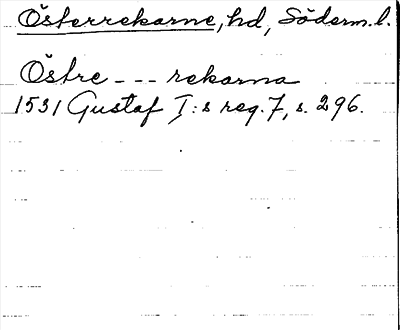 Österrekarne, hd, Söderm. l.
Östre - - - rekarna
1531 Gustaf I:s reg. 7, s. 296.